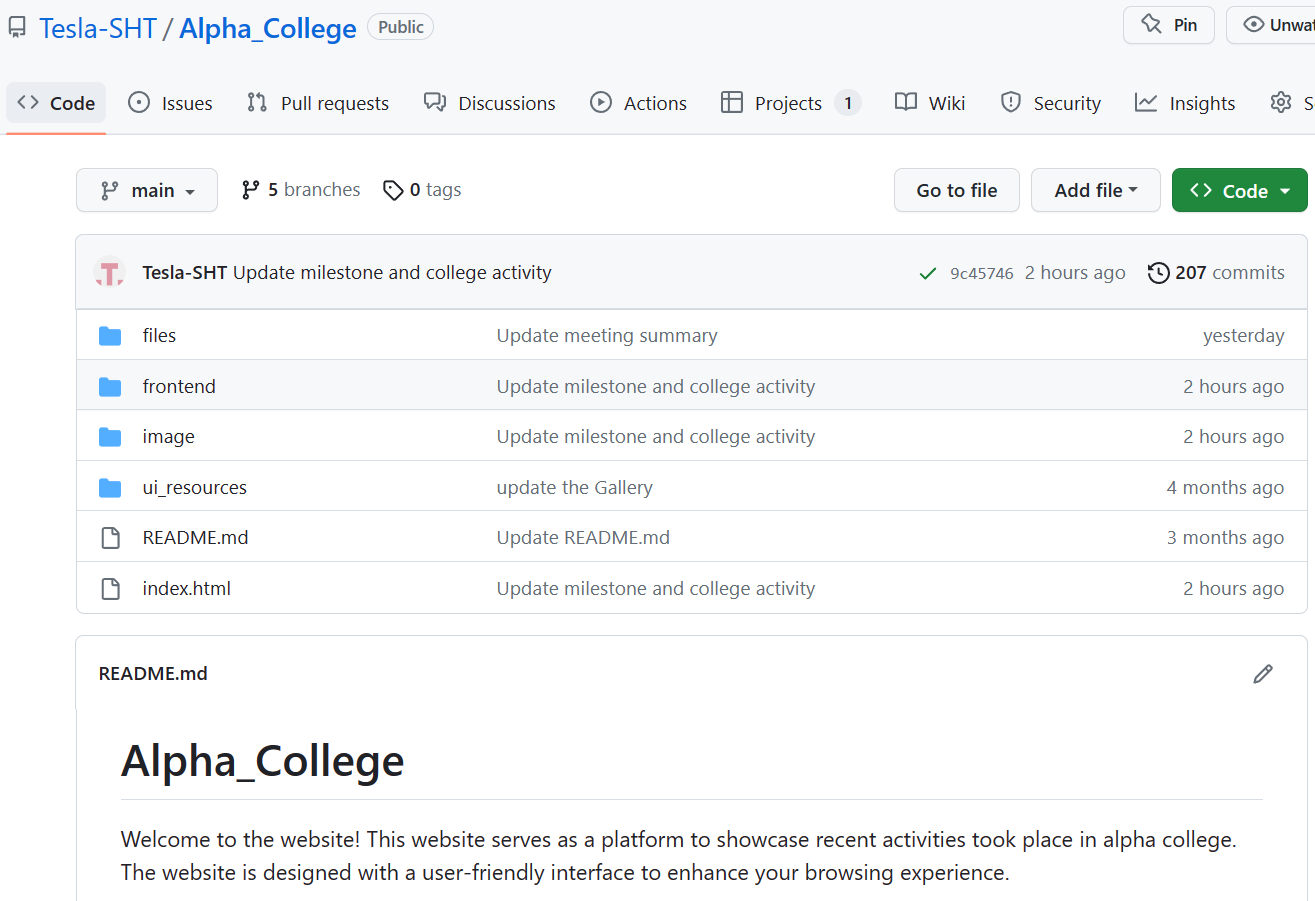 Tesla-SHT / Alpha_College Public Pin
Code Issues Pull requests Discussions Actions Projects 1 Wiki Security Insights
main 5 branches 0 tags Go to file Add file Code
Tesla-SHT Update milestone and college activity 9c45746 2 hours ago 207 commits
files Update meeting summary yesterday
frontend Update milestone and college activity 2 hours ago
image Update milestone and college activity 2 hours ago
ui_resources update the Gallery 4 months ago
README.md Update README.md 3 months ago
index.html Update milestone and college activity 2 hours ago
README.md
Alpha_College
Welcome to the website! This website serves as a platform to showcase recent activities took place in alpha college.
The website is designed with a user-friendly interface to enhance your browsing experience.